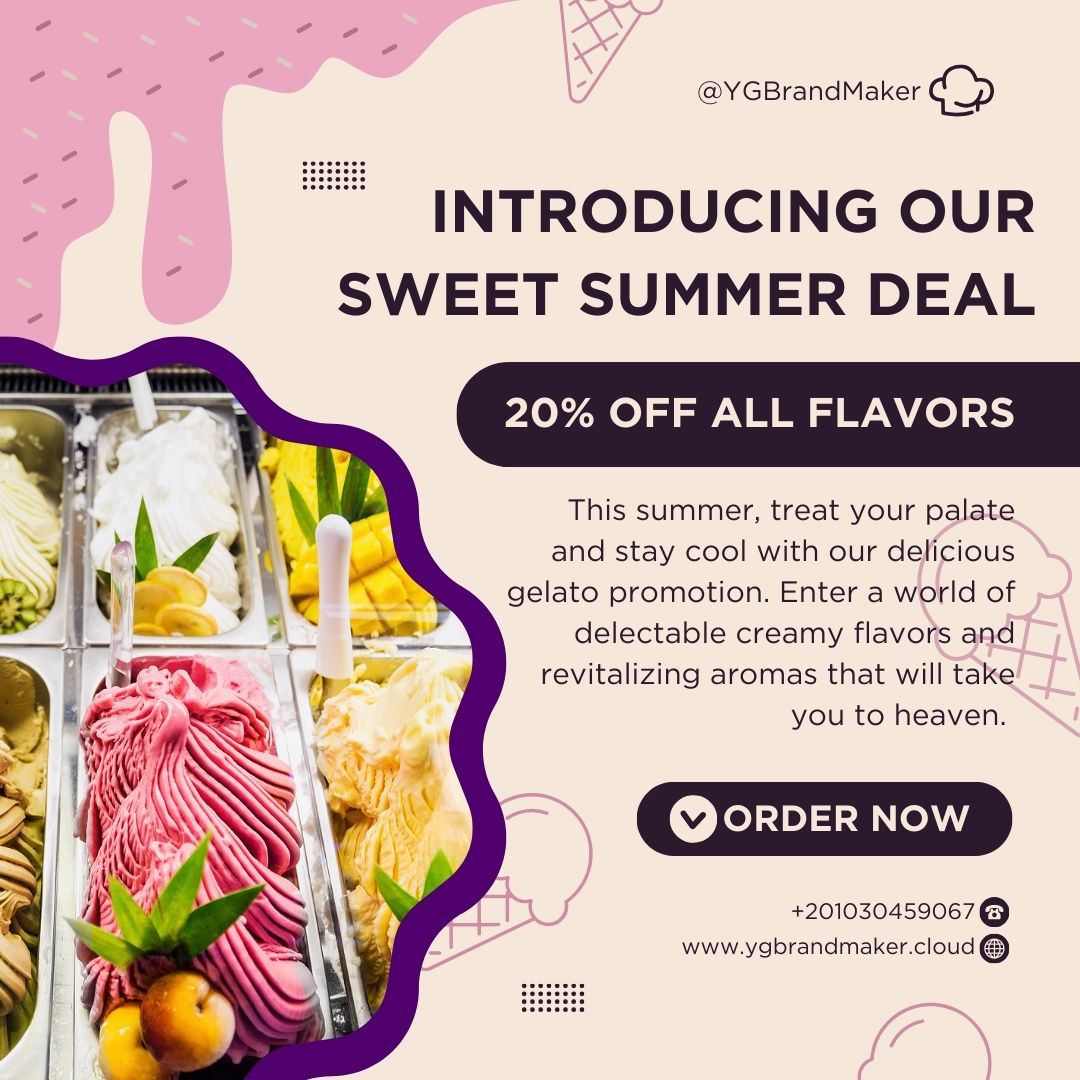 @YGBrandMaker
INTRODUCING OUR
SWEET SUMMER DEAL
20% OFF ALL FLAVORS
This summer, treat your palate
and stay cool with our delicious
gelato promotion. Enter a world of
delectable creamy flavors and
revitalizing aromas that will take
you to heaven.
ORDER NOW
+201030459067
www.ygbrandmaker.cloud